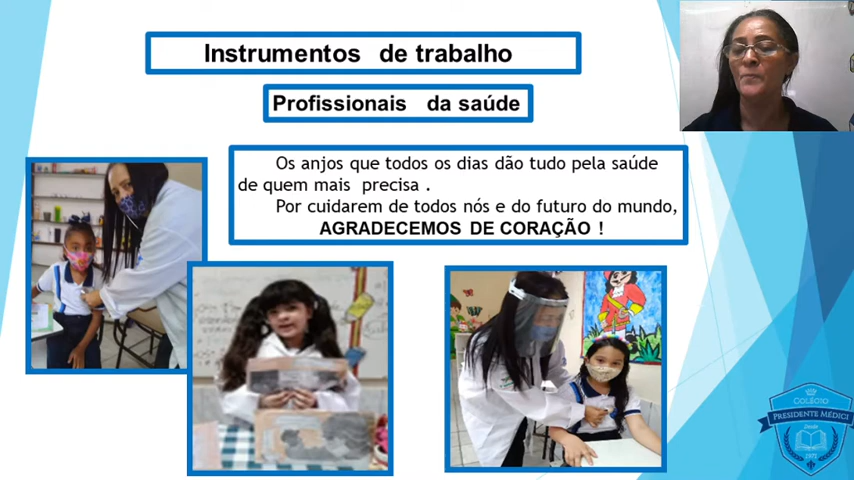 Instrumentos de trabalho
Profissionais da saúde
Os anjos que todos os dias dão tudo pela saúde
de quem mais precisa .
Por cuidarem de todos nós e do futuro do mundo,
AGRADECEMOS DE CORAÇÃO !
COLÉGIO
PRESIDENTE MÉDICI